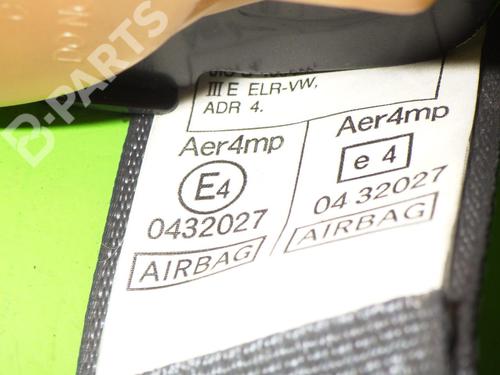 B-PARTS
III E ELR-VW,
ADR 4.
Aer4mp
E4
0432027
AIRBAG
Aer4mp
e 4
04 32027
AIRBAG